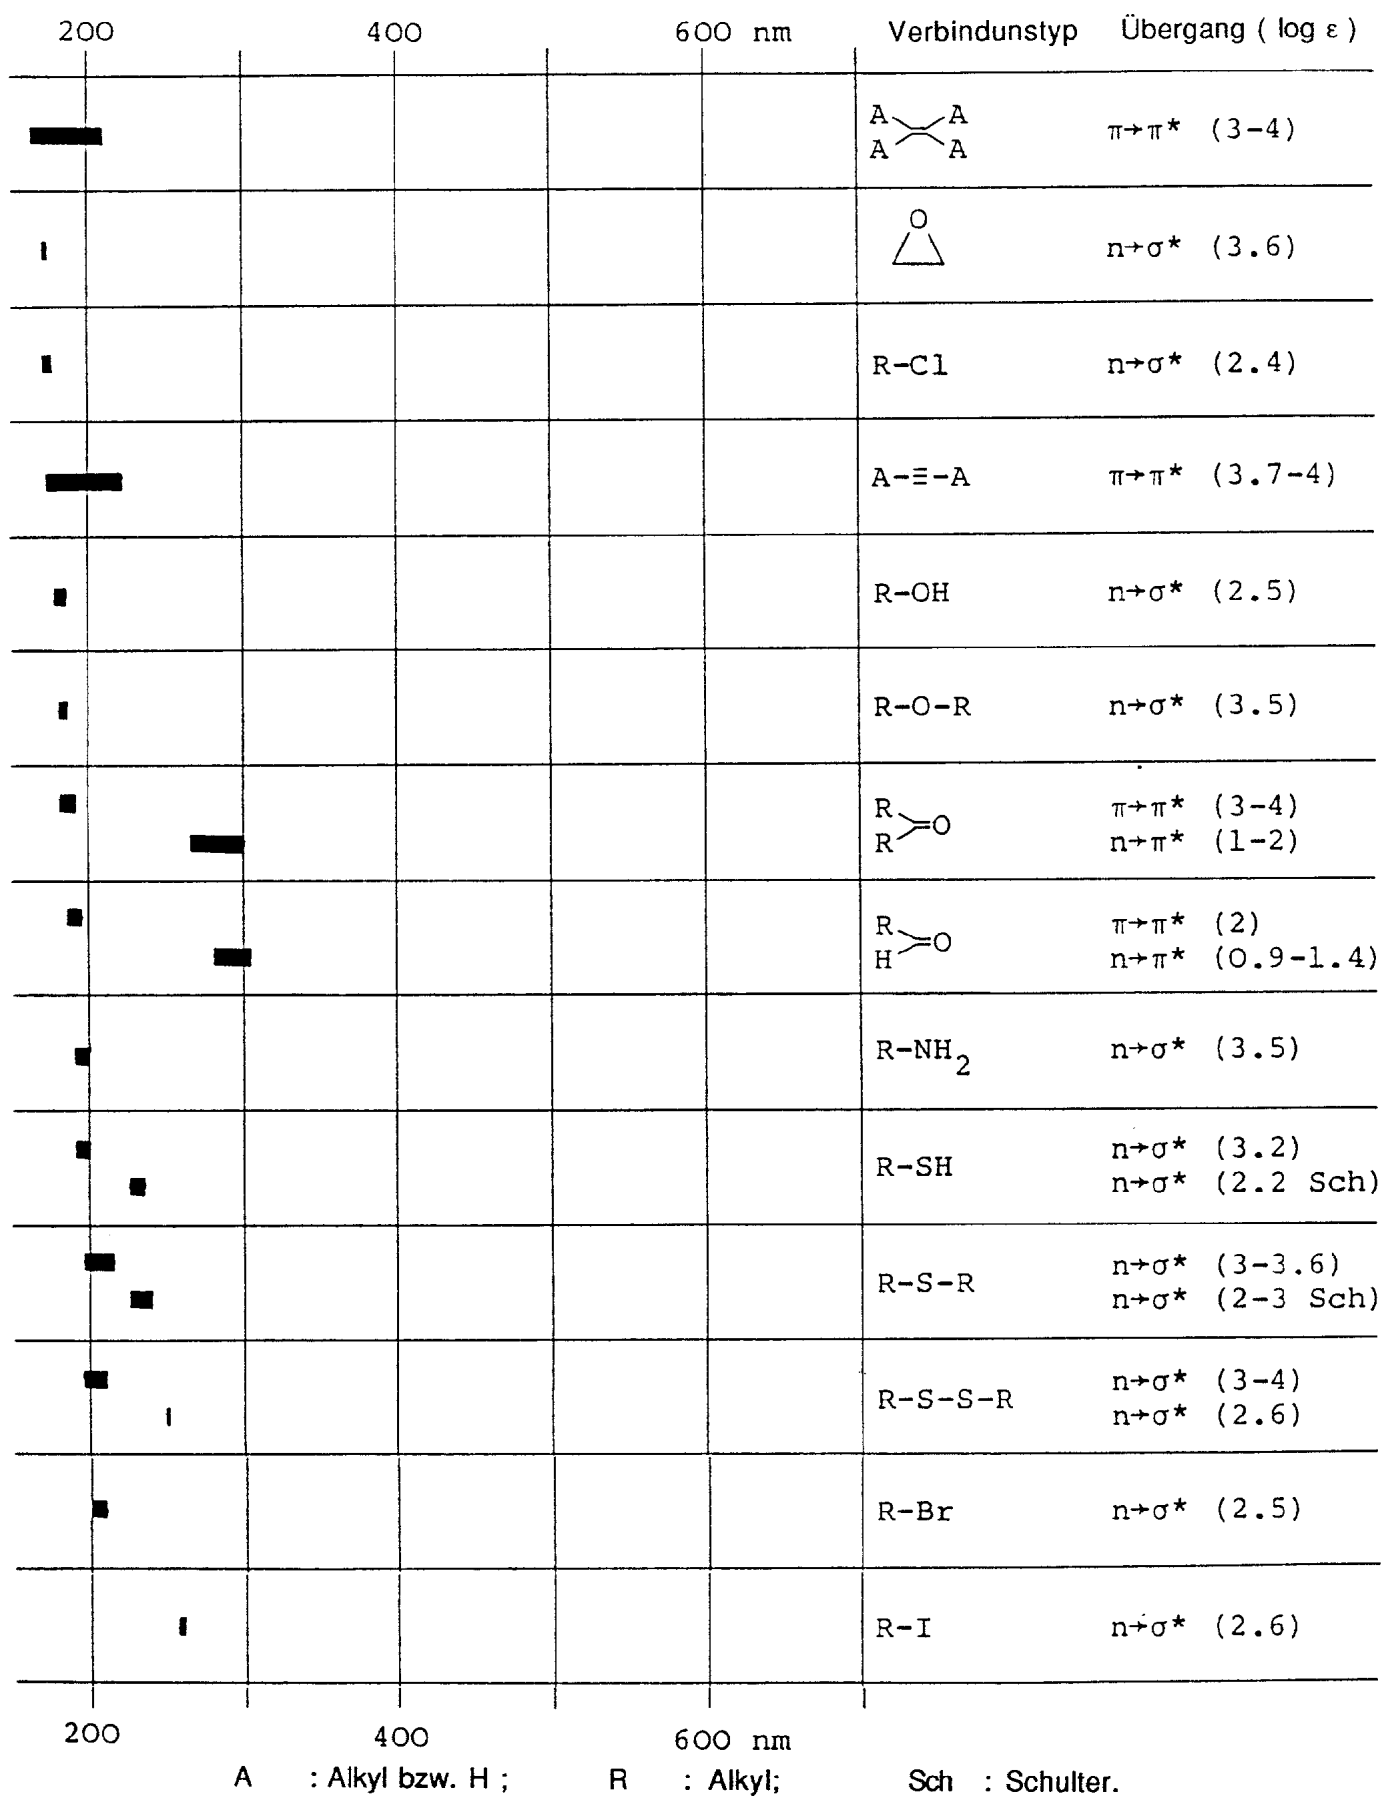 200 400 600 nm Verbindunstyp Übergang ( log ε )
A A
A A π→π* (3-4)
O n→σ* (3.6)
R-Cl n→σ* (2.4)
A-≡-A π→π* (3.7-4)
R-OH n→σ* (2.5)
R-O-R n→σ* (3.5)
R π→π* (3-4)
=O
R n→π* (1-2)
R π→π* (2)
=O
H n→π* (0.9-1.4)
R-NH2 n→σ* (3.5)
n→σ* (3.2)
R-SH
n→σ* (2.2 Sch)
n→σ* (3-3.6)
R-S-R
n→σ* (2-3 Sch)
n→σ* (3-4)
R-S-S-R
n→σ* (2.6)
R-Br n→σ* (2.5)
R-I n→σ* (2.6)
200 400 600 nm
A : Alkyl bzw. H ; R : Alkyl; Sch : Schulter.